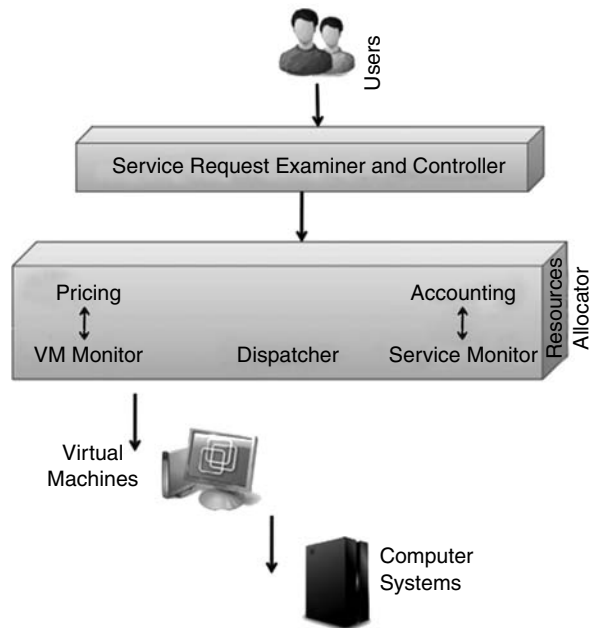 Users
Service Request Examiner and Controller
Pricing
Accounting
VM Monitor
Dispatcher
Service Monitor
Resources
Allocator
Virtual
Machines
Computer
Systems